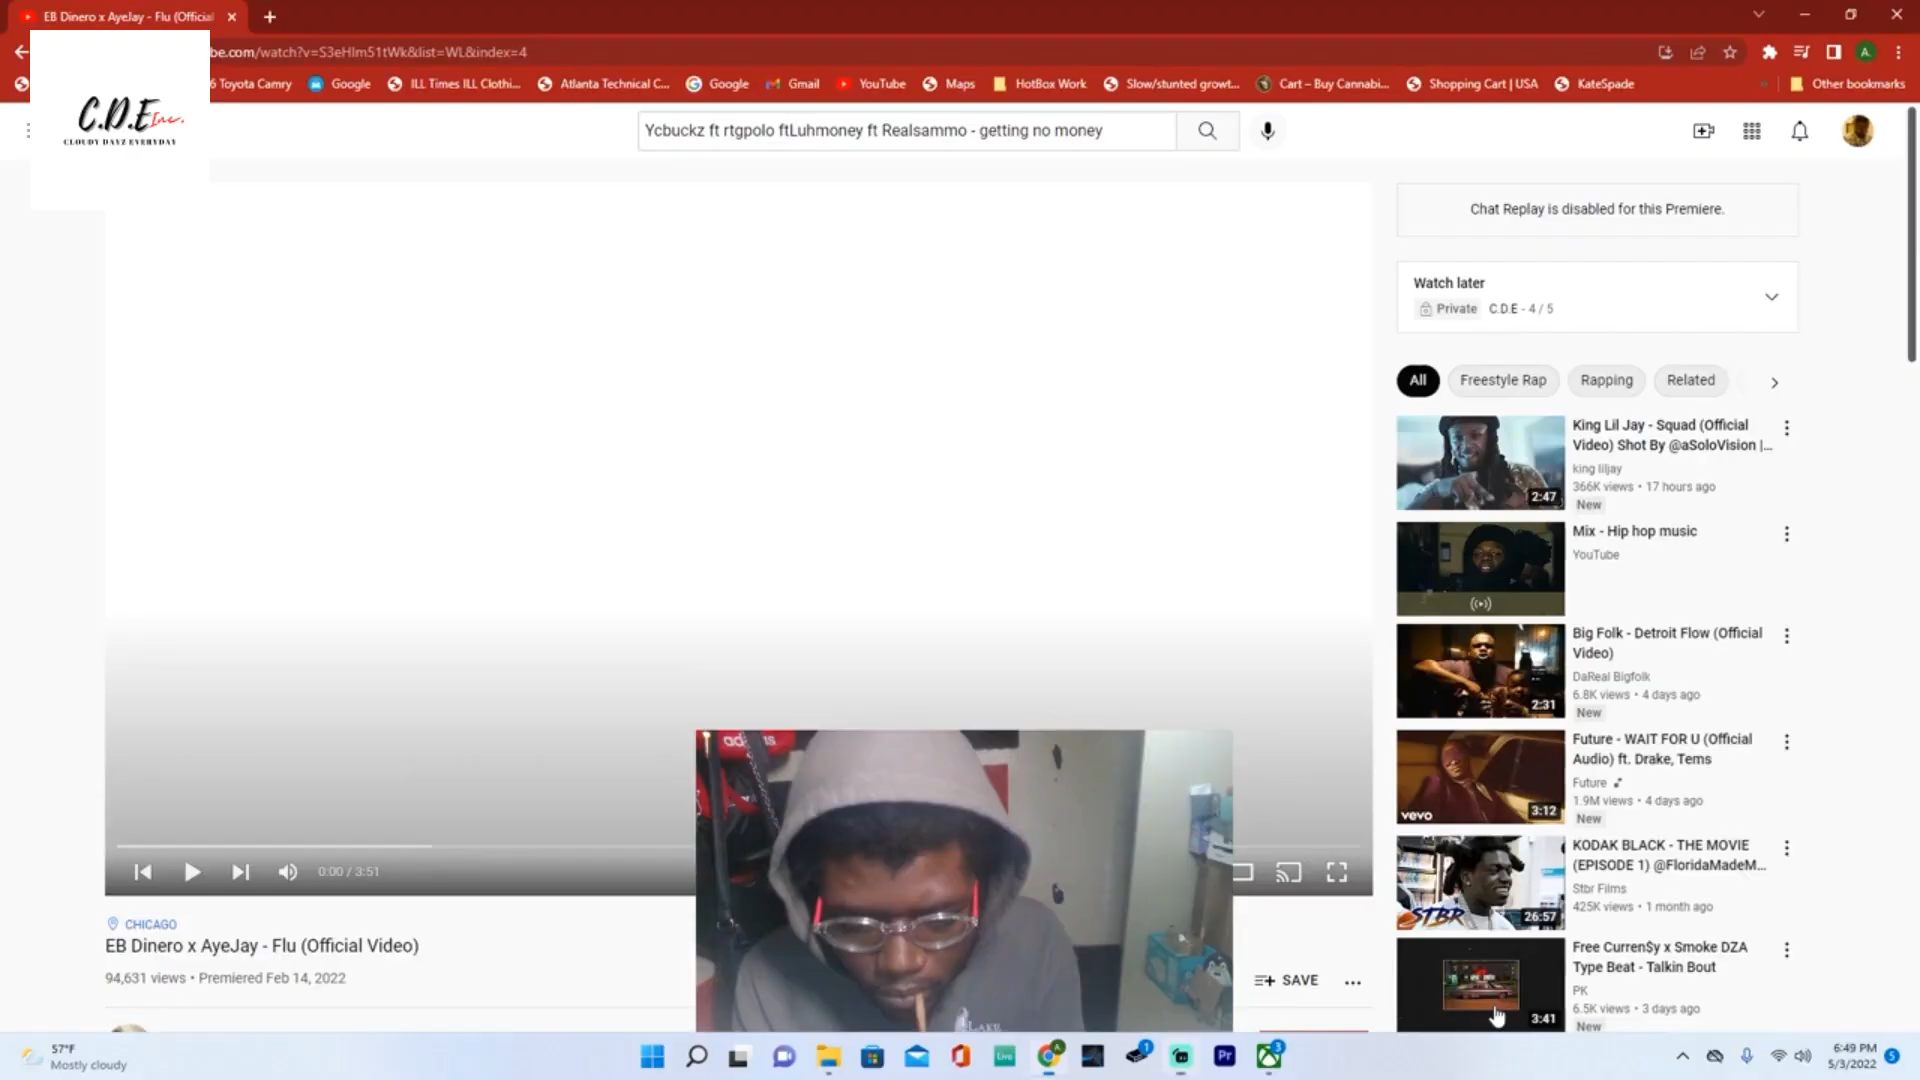 EB Dinero x AyeJay - Flu (Official
be.com/watch?v=S3eHIm51tWk&list=WL&index=4
A.
6 Toyota Camry
Google
ILL Times ILL Clothi...
Atlanta Technical C...
Google
Gmail
YouTube
Maps
HotBox Work
Slow/stunted growt...
Cart – Buy Cannabi...
Shopping Cart | USA
KateSpade
Other bookmarks
C.D.E Inc.
CLOUDY DAYZ EVERYDAY
Ycbuckz ft rtgpolo ftLuhmoney ft Realsammo - getting no money
Chat Replay is disabled for this Premiere.
Watch later
Private C.D.E - 4 / 5
All
Freestyle Rap
Rapping
Related
King Lil Jay - Squad (Official
Video) Shot By @aSoloVision |...
king liljay
366K views • 17 hours ago
New
2:47
Mix - Hip hop music
YouTube
Big Folk - Detroit Flow (Official
Video)
DaReal Bigfolk
6.8K views • 4 days ago
New
2:31
Future - WAIT FOR U (Official
Audio) ft. Drake, Tems
Future
1.9M views • 4 days ago
New
vevo
3:12
KODAK BLACK - THE MOVIE
(EPISODE 1) @FloridaMadeM...
Stbr Films
425K views • 1 month ago
STBR
26:57
Free Curren$y x Smoke DZA
Type Beat - Talkin Bout
PK
6.5K views • 3 days ago
New
3:41
0:00 / 3:51
CHICAGO
EB Dinero x AyeJay - Flu (Official Video)
94,631 views • Premiered Feb 14, 2022
SAVE
adidas
LAKE
57°F
Mostly cloudy
Live
A.
1
Pr
3
6:49 PM
5/3/2022
5